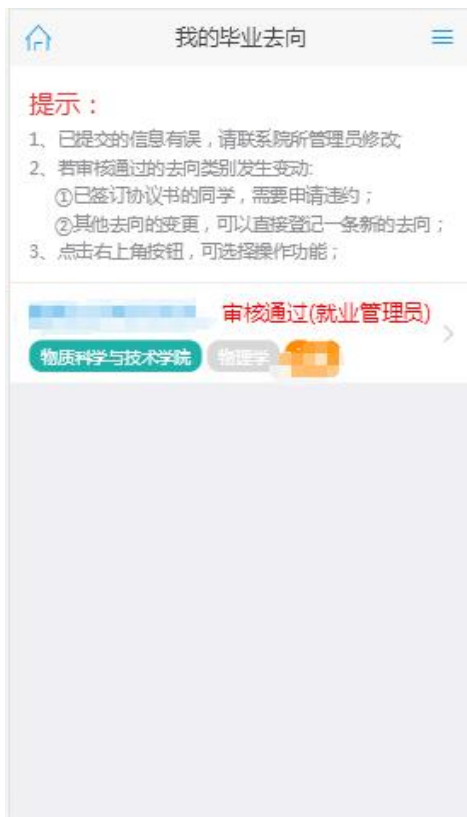 我的毕业去向
提示：
1、已提交的信息有误，请联系院所管理员修改;
2、若审核通过的去向类别发生变动:
①已签订协议书的同学，需要申请违约；
②其他去向的变更，可以直接登记一条新的去向；
3、点击右上角按钮，可选择操作功能；
审核通过(就业管理员)
物质科学与技术学院 物理学